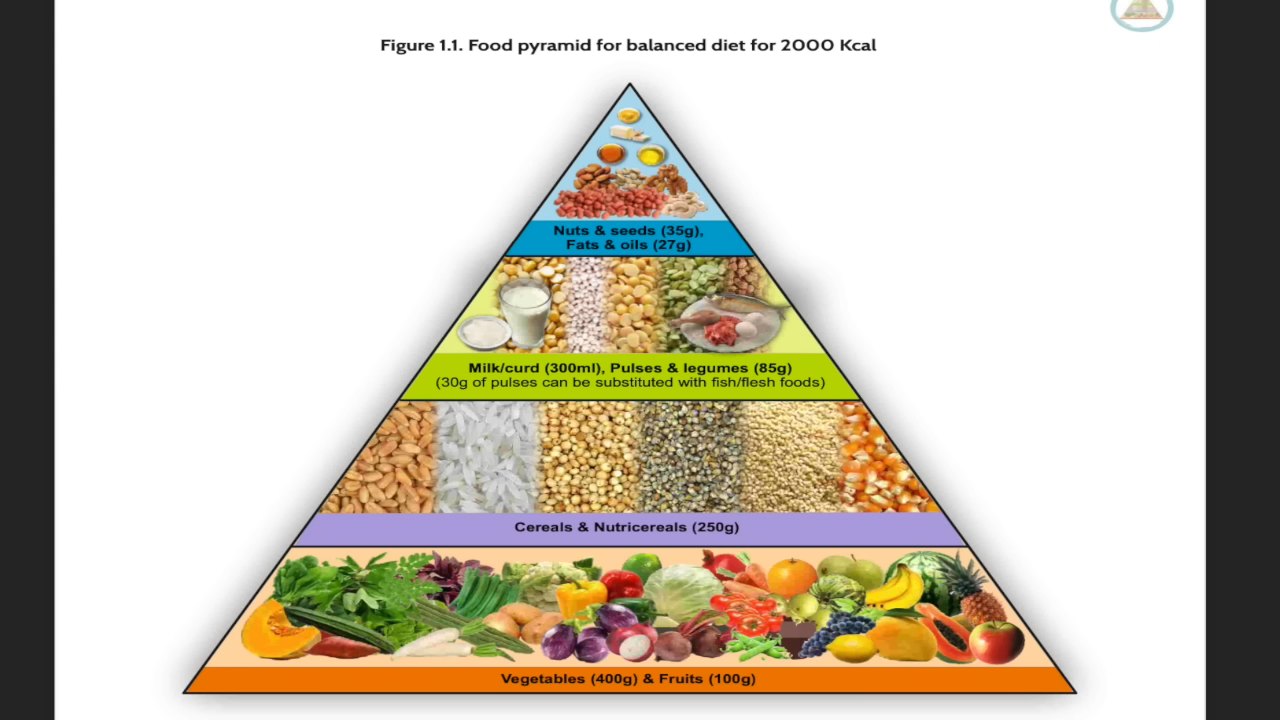 Figure 1.1. Food pyramid for balanced diet for 2000 Kcal
Nuts & seeds (35g),
Fats & oils (27g)
Milk/curd (300ml), Pulses & legumes (85g)
(30g of pulses can be substituted with fish/flesh foods)
Cereals & Nutricereals (250g)
Vegetables (400g) & Fruits (100g)